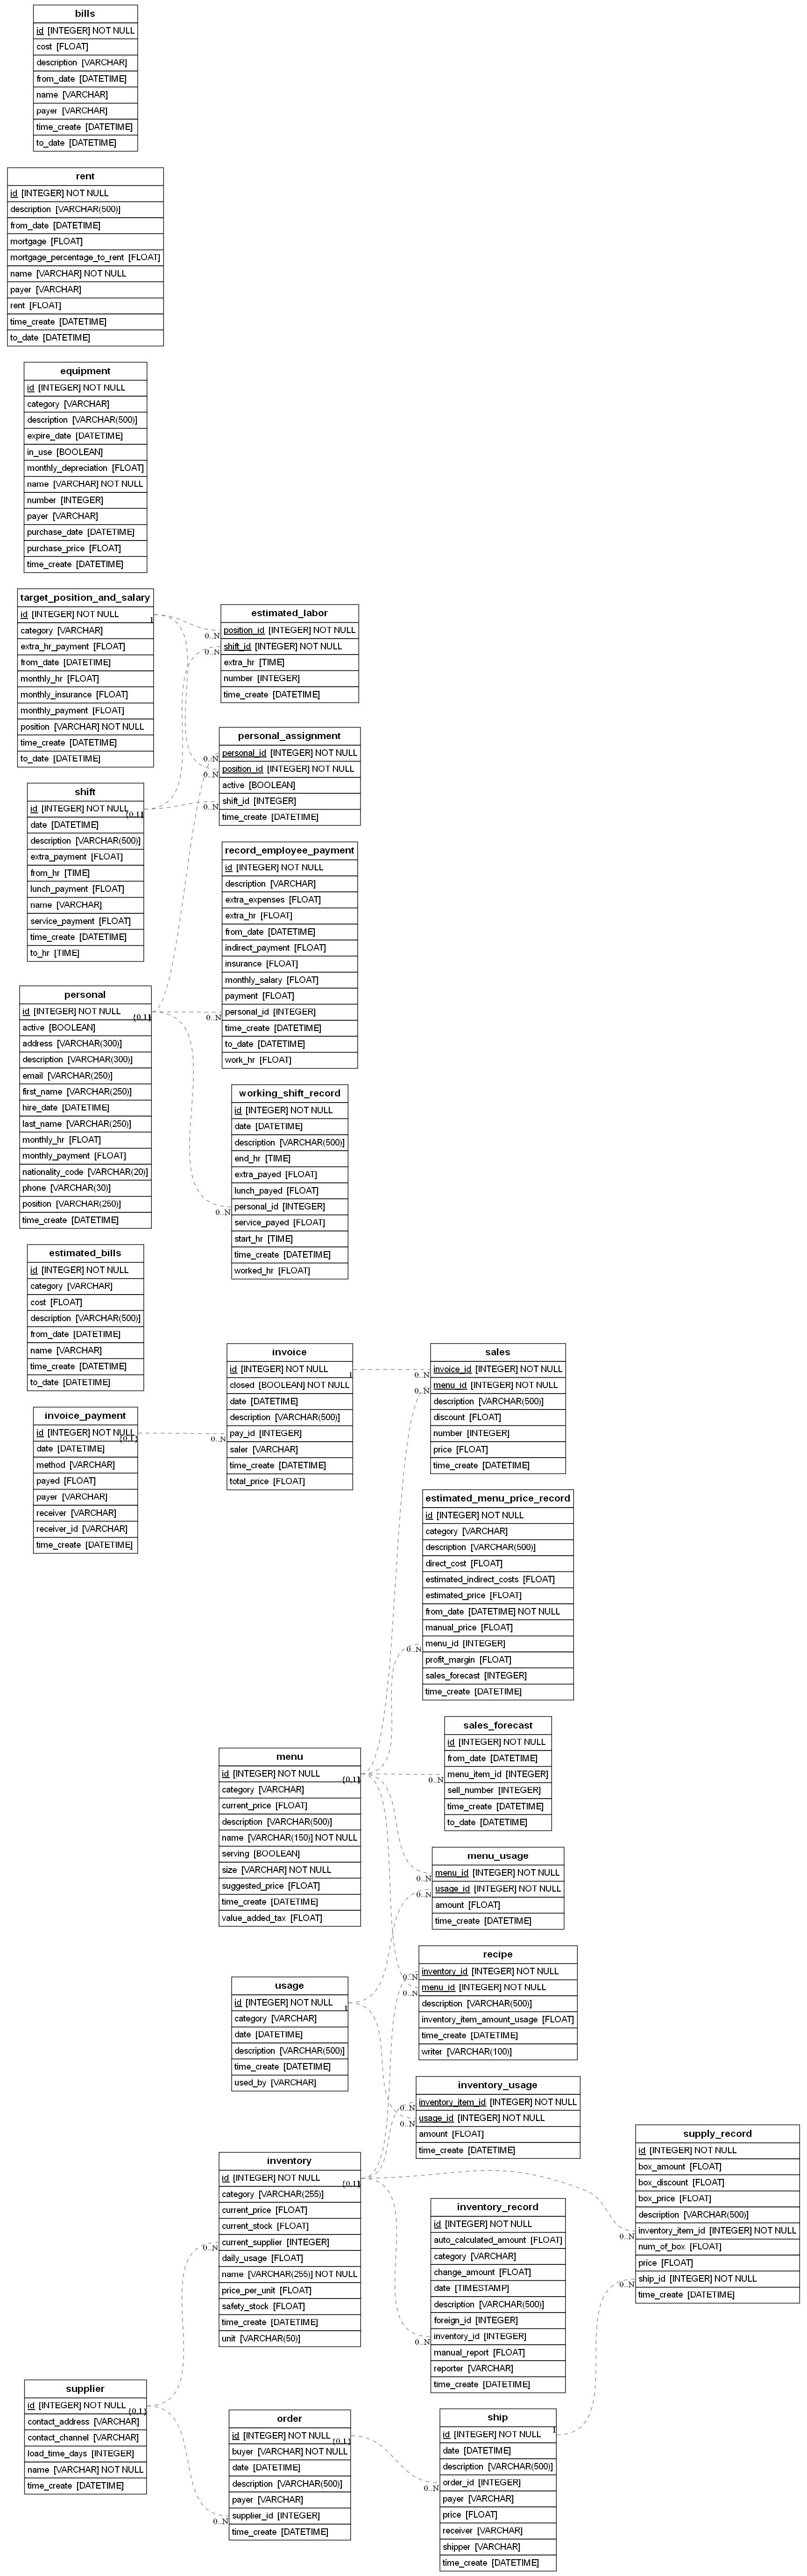 bills
id [INTEGER] NOT NULL
cost [FLOAT]
description [VARCHAR]
from_date [DATETIME]
name [VARCHAR]
payer [VARCHAR]
time_create [DATETIME]
to_date [DATETIME]
rent
id [INTEGER] NOT NULL
description [VARCHAR(500)]
from_date [DATETIME]
mortgage [FLOAT]
mortgage_percentage_to_rent [FLOAT]
name [VARCHAR] NOT NULL
payer [VARCHAR]
rent [FLOAT]
time_create [DATETIME]
to_date [DATETIME]
equipment
id [INTEGER] NOT NULL
category [VARCHAR]
description [VARCHAR(500)]
expire_date [DATETIME]
in_use [BOOLEAN]
monthly_depreciation [FLOAT]
name [VARCHAR] NOT NULL
number [INTEGER]
payer [VARCHAR]
purchase_date [DATETIME]
purchase_price [FLOAT]
time_create [DATETIME]
target_position_and_salary
id [INTEGER] NOT NULL
1
category [VARCHAR]
extra_hr_payment [FLOAT]
from_date [DATETIME]
monthly_hr [FLOAT]
monthly_insurance [FLOAT]
monthly_payment [FLOAT]
position [VARCHAR] NOT NULL
time_create [DATETIME]
to_date [DATETIME]
estimated_labor
position_id [INTEGER] NOT NULL
0..N
shift_id [INTEGER] NOT NULL
0..N
extra_hr [TIME]
number [INTEGER]
time_create [DATETIME]
personal_assignment
personal_id [INTEGER] NOT NULL
0..N
position_id [INTEGER] NOT NULL
0..N
active [BOOLEAN]
shift_id [INTEGER]
0..N
time_create [DATETIME]
shift
id [INTEGER] NOT NULL
{0,1}
date [DATETIME]
description [VARCHAR(500)]
extra_payment [FLOAT]
from_hr [TIME]
lunch_payment [FLOAT]
name [VARCHAR]
service_payment [FLOAT]
time_create [DATETIME]
to_hr [TIME]
record_employee_payment
id [INTEGER] NOT NULL
description [VARCHAR]
extra_expenses [FLOAT]
extra_hr [FLOAT]
from_date [DATETIME]
indirect_payment [FLOAT]
insurance [FLOAT]
monthly_salary [FLOAT]
payment [FLOAT]
personal_id [INTEGER]
0..N
time_create [DATETIME]
to_date [DATETIME]
work_hr [FLOAT]
personal
id [INTEGER] NOT NULL
{0,1}
active [BOOLEAN]
address [VARCHAR(300)]
description [VARCHAR(300)]
email [VARCHAR(250)]
first_name [VARCHAR(250)]
hire_date [DATETIME]
last_name [VARCHAR(250)]
monthly_hr [FLOAT]
monthly_payment [FLOAT]
nationality_code [VARCHAR(20)]
phone [VARCHAR(30)]
position [VARCHAR(250)]
time_create [DATETIME]
working_shift_record
id [INTEGER] NOT NULL
date [DATETIME]
description [VARCHAR(500)]
end_hr [TIME]
extra_payed [FLOAT]
lunch_payed [FLOAT]
personal_id [INTEGER]
0..N
service_payed [FLOAT]
start_hr [TIME]
time_create [DATETIME]
worked_hr [FLOAT]
estimated_bills
id [INTEGER] NOT NULL
category [VARCHAR]
cost [FLOAT]
description [VARCHAR(500)]
from_date [DATETIME]
name [VARCHAR]
time_create [DATETIME]
to_date [DATETIME]
invoice_payment
id [INTEGER] NOT NULL
{0,1}
date [DATETIME]
method [VARCHAR]
payed [FLOAT]
payer [VARCHAR]
receiver [VARCHAR]
receiver_id [VARCHAR]
time_create [DATETIME]
invoice
id [INTEGER] NOT NULL
1
closed [BOOLEAN] NOT NULL
date [DATETIME]
description [VARCHAR(500)]
pay_id [INTEGER]
0..N
saler [VARCHAR]
time_create [DATETIME]
total_price [FLOAT]
sales
invoice_id [INTEGER] NOT NULL
0..N
menu_id [INTEGER] NOT NULL
0..N
description [VARCHAR(500)]
discount [FLOAT]
number [INTEGER]
price [FLOAT]
time_create [DATETIME]
estimated_menu_price_record
id [INTEGER] NOT NULL
category [VARCHAR]
description [VARCHAR(500)]
direct_cost [FLOAT]
estimated_indirect_costs [FLOAT]
estimated_price [FLOAT]
from_date [DATETIME] NOT NULL
manual_price [FLOAT]
menu_id [INTEGER]
0..N
profit_margin [FLOAT]
sales_forecast [INTEGER]
time_create [DATETIME]
sales_forecast
id [INTEGER] NOT NULL
from_date [DATETIME]
menu_item_id [INTEGER]
0..N
sell_number [INTEGER]
time_create [DATETIME]
to_date [DATETIME]
menu
id [INTEGER] NOT NULL
{0,1}
category [VARCHAR]
current_price [FLOAT]
description [VARCHAR(500)]
name [VARCHAR(150)] NOT NULL
serving [BOOLEAN]
size [VARCHAR] NOT NULL
suggested_price [FLOAT]
time_create [DATETIME]
value_added_tax [FLOAT]
menu_usage
menu_id [INTEGER] NOT NULL
0..N
usage_id [INTEGER] NOT NULL
0..N
amount [FLOAT]
time_create [DATETIME]
recipe
inventory_id [INTEGER] NOT NULL
0..N
menu_id [INTEGER] NOT NULL
0..N
description [VARCHAR(500)]
inventory_item_amount_usage [FLOAT]
time_create [DATETIME]
writer [VARCHAR(100)]
usage
id [INTEGER] NOT NULL
1
category [VARCHAR]
date [DATETIME]
description [VARCHAR(500)]
time_create [DATETIME]
used_by [VARCHAR]
inventory_usage
inventory_item_id [INTEGER] NOT NULL
0..N
usage_id [INTEGER] NOT NULL
0..N
amount [FLOAT]
time_create [DATETIME]
supply_record
id [INTEGER] NOT NULL
box_amount [FLOAT]
box_discount [FLOAT]
box_price [FLOAT]
description [VARCHAR(500)]
inventory_item_id [INTEGER] NOT NULL
0..N
num_of_box [FLOAT]
price [FLOAT]
ship_id [INTEGER] NOT NULL
0..N
time_create [DATETIME]
inventory
id [INTEGER] NOT NULL
{0,1}
category [VARCHAR(255)]
current_price [FLOAT]
current_stock [FLOAT]
current_supplier [INTEGER]
0..N
daily_usage [FLOAT]
name [VARCHAR(255)] NOT NULL
price_per_unit [FLOAT]
safety_stock [FLOAT]
time_create [DATETIME]
unit [VARCHAR(50)]
inventory_record
id [INTEGER] NOT NULL
auto_calculated_amount [FLOAT]
category [VARCHAR]
change_amount [FLOAT]
date [TIMESTAMP]
description [VARCHAR(500)]
foreign_id [INTEGER]
inventory_id [INTEGER]
0..N
manual_report [FLOAT]
reporter [VARCHAR]
time_create [DATETIME]
supplier
id [INTEGER] NOT NULL
{0,1}
contact_address [VARCHAR]
contact_channel [VARCHAR]
load_time_days [INTEGER]
name [VARCHAR] NOT NULL
time_create [DATETIME]
order
id [INTEGER] NOT NULL
{0,1}
buyer [VARCHAR] NOT NULL
date [DATETIME]
description [VARCHAR(500)]
payer [VARCHAR]
supplier_id [INTEGER]
0..N
time_create [DATETIME]
ship
id [INTEGER] NOT NULL
1
date [DATETIME]
description [VARCHAR(500)]
order_id [INTEGER]
0..N
payer [VARCHAR]
price [FLOAT]
receiver [VARCHAR]
shipper [VARCHAR]
time_create [DATETIME]